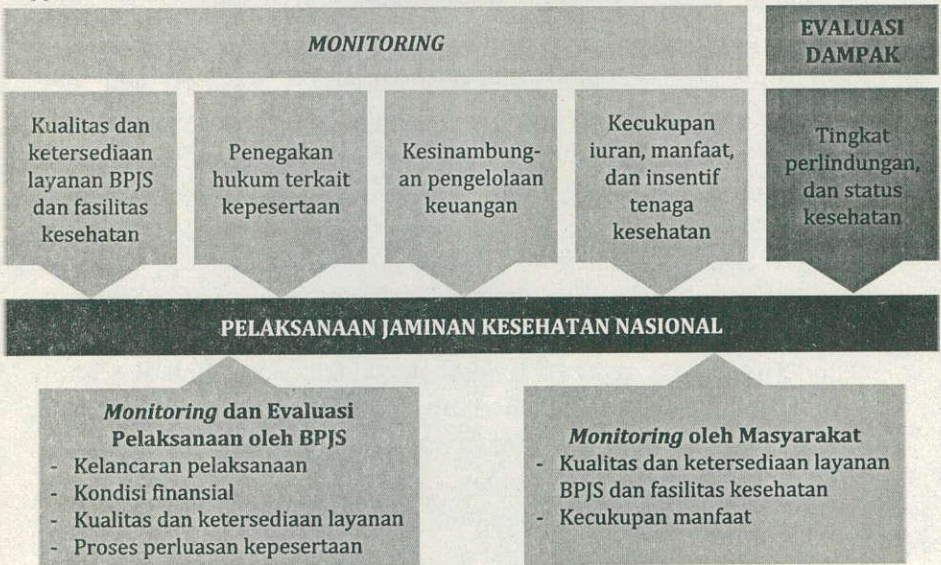 MONITORING
EVALUASI
DAMPAK
Kualitas dan
ketersediaan
layanan BPJS
dan fasilitas
kesehatan
Penegakan
hukum terkait
kepesertaan
Kesinambung-
an pengelolaan
keuangan
Kecukupan
iuran, manfaat,
dan insentif
tenaga
kesehatan
Tingkat
perlindungan,
dan status
kesehatan
PELAKSANAAN JAMINAN KESEHATAN NASIONAL
Monitoring dan Evaluasi
Pelaksanaan oleh BPJS
- Kelancaran pelaksanaan
- Kondisi finansial
- Kualitas dan ketersediaan layanan
- Proses perluasan kepesertaan
Monitoring oleh Masyarakat
- Kualitas dan ketersediaan layanan
BPJS dan fasilitas kesehatan
- Kecukupan manfaat